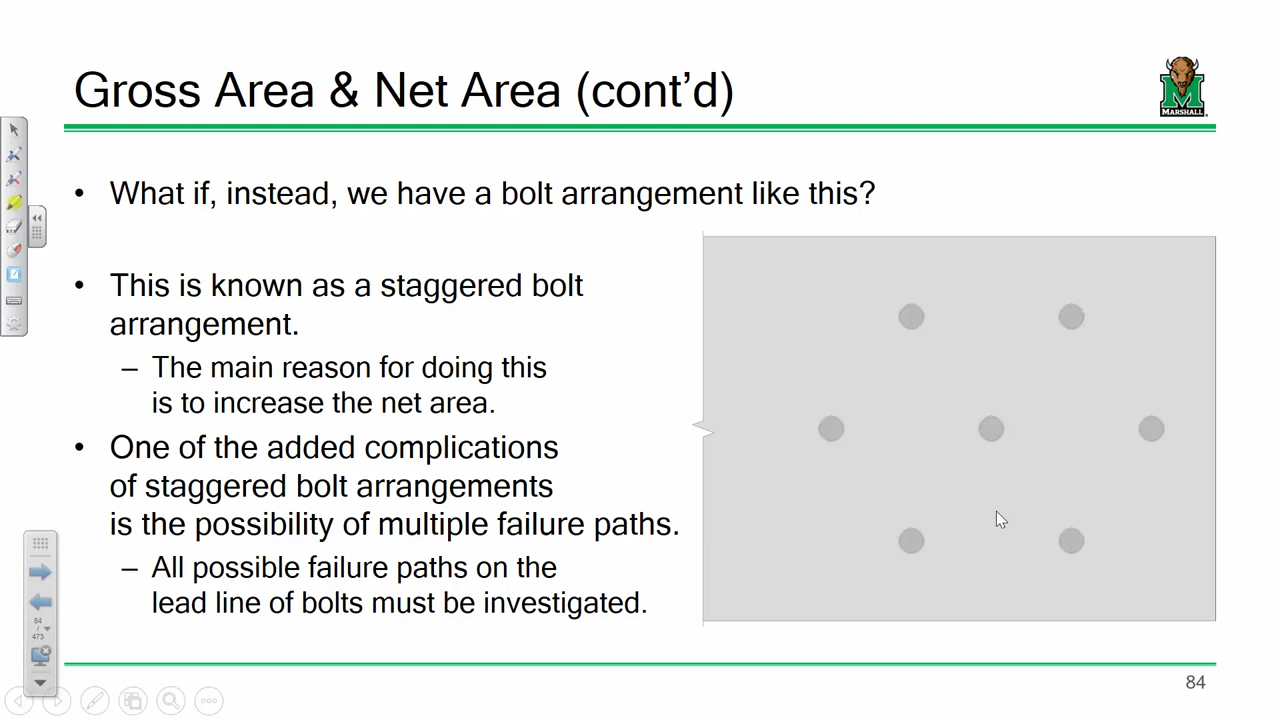 Gross Area & Net Area (cont’d)
MARSHALL
• What if, instead, we have a bolt arrangement like this?
• This is known as a staggered bolt
arrangement.
– The main reason for doing this
is to increase the net area.
• One of the added complications
of staggered bolt arrangements
is the possibility of multiple failure paths.
– All possible failure paths on the
lead line of bolts must be investigated.
84
/
473
84